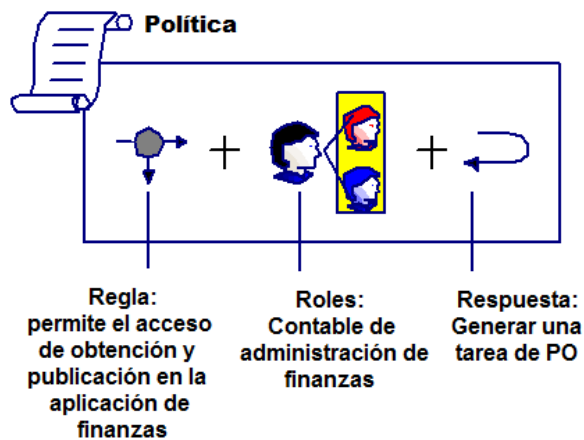 Política
Regla:
permite el acceso
de obtención y
publicación en la
aplicación de
finanzas
Roles:
Contable de
administración de
finanzas
Respuesta:
Generar una
tarea de PO